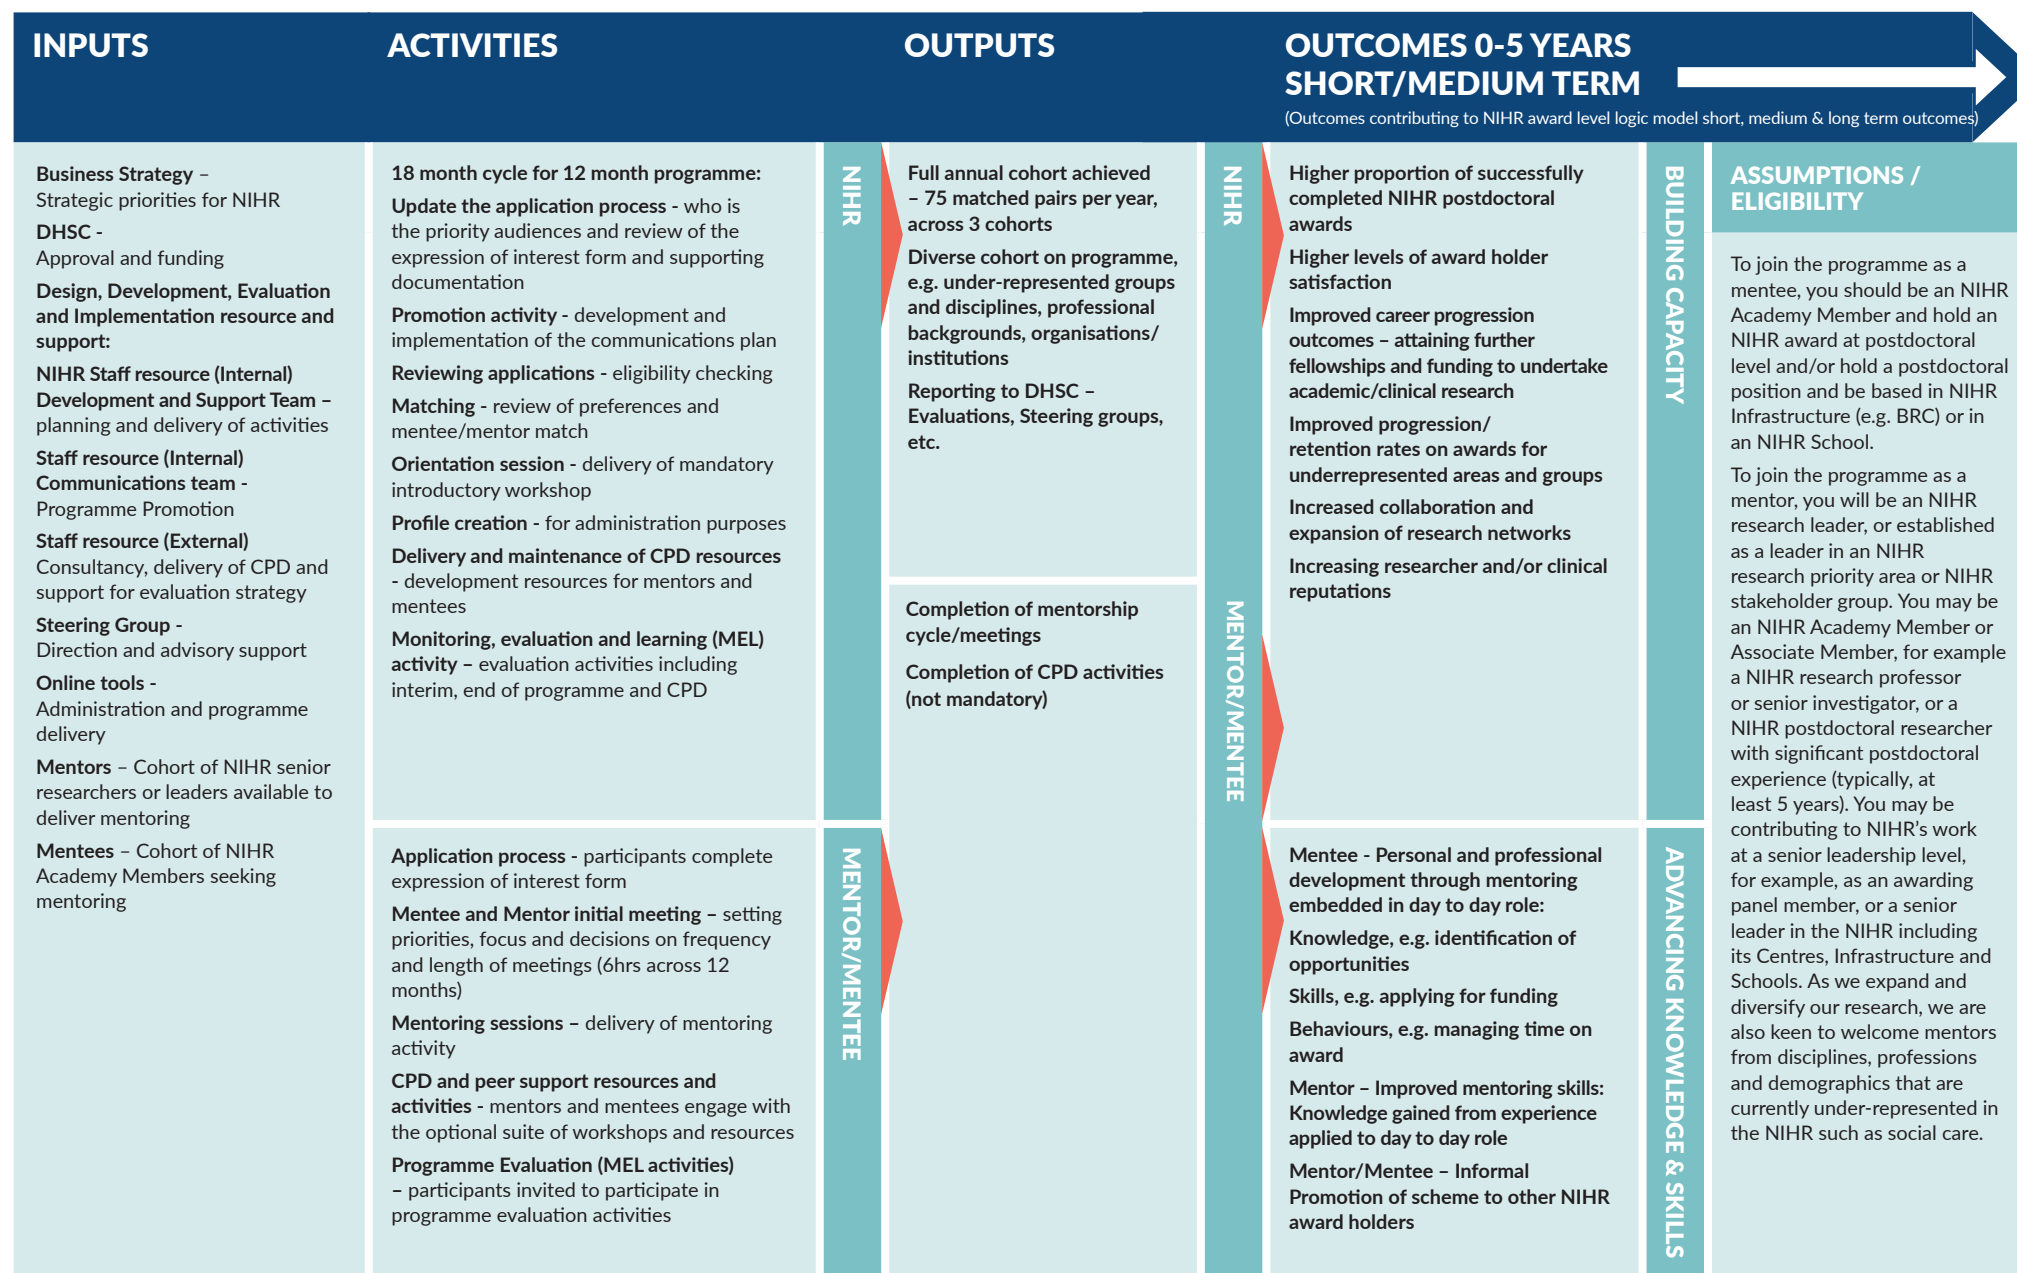 INPUTS
ACTIVITIES
OUTPUTS
OUTCOMES 0-5 YEARS
SHORT/MEDIUM TERM
(Outcomes contributing to NIHR award level logic model short, medium & long term outcomes)
Business Strategy –
Strategic priorities for NIHR
DHSC -
Approval and funding
Design, Development, Evaluation
and Implementation resource and
support:
NIHR Staff resource (Internal)
Development and Support Team –
planning and delivery of activities
Staff resource (Internal)
Communications team -
Programme Promotion
Staff resource (External)
Consultancy, delivery of CPD and
support for evaluation strategy
Steering Group -
Direction and advisory support
Online tools -
Administration and programme
delivery
Mentors – Cohort of NIHR senior
researchers or leaders available to
deliver mentoring
Mentees – Cohort of NIHR
Academy Members seeking
mentoring
18 month cycle for 12 month programme:
Update the application process - who is
the priority audiences and review of the
expression of interest form and supporting
documentation
Promotion activity - development and
implementation of the communications plan
Reviewing applications - eligibility checking
Matching - review of preferences and
mentee/mentor match
Orientation session - delivery of mandatory
introductory workshop
Profile creation - for administration purposes
Delivery and maintenance of CPD resources
- development resources for mentors and
mentees
Monitoring, evaluation and learning (MEL)
activity – evaluation activities including
interim, end of programme and CPD
Application process - participants complete
expression of interest form
Mentee and Mentor initial meeting – setting
priorities, focus and decisions on frequency
and length of meetings (6hrs across 12
months)
Mentoring sessions – delivery of mentoring
activity
CPD and peer support resources and
activities - mentors and mentees engage with
the optional suite of workshops and resources
Programme Evaluation (MEL activities)
– participants invited to participate in
programme evaluation activities
NIHR
MENTOR/MENTEE
Full annual cohort achieved
– 75 matched pairs per year,
across 3 cohorts
Diverse cohort on programme,
e.g. under-represented groups
and disciplines, professional
backgrounds, organisations/
institutions
Reporting to DHSC –
Evaluations, Steering groups,
etc.
Completion of mentorship
cycle/meetings
Completion of CPD activities
(not mandatory)
NIHR
MENTOR/MENTEE
Higher proportion of successfully
completed NIHR postdoctoral
awards
Higher levels of award holder
satisfaction
Improved career progression
outcomes – attaining further
fellowships and funding to undertake
academic/clinical research
Improved progression/
retention rates on awards for
underrepresented areas and groups
Increased collaboration and
expansion of research networks
Increasing researcher and/or clinical
reputations
Mentee - Personal and professional
development through mentoring
embedded in day to day role:
Knowledge, e.g. identification of
opportunities
Skills, e.g. applying for funding
Behaviours, e.g. managing time on
award
Mentor – Improved mentoring skills:
Knowledge gained from experience
applied to day to day role
Mentor/Mentee – Informal
Promotion of scheme to other NIHR
award holders
BUILDING CAPACITY
ADVANCING KNOWLEDGE & SKILLS
ASSUMPTIONS /
ELIGIBILITY
To join the programme as a
mentee, you should be an NIHR
Academy Member and hold an
NIHR award at postdoctoral
level and/or hold a postdoctoral
position and be based in NIHR
Infrastructure (e.g. BRC) or in
an NIHR School.
To join the programme as a
mentor, you will be an NIHR
research leader, or established
as a leader in an NIHR
research priority area or NIHR
stakeholder group. You may be
an NIHR Academy Member or
Associate Member, for example
a NIHR research professor
or senior investigator, or a
NIHR postdoctoral researcher
with significant postdoctoral
experience (typically, at
least 5 years). You may be
contributing to NIHR’s work
at a senior leadership level,
for example, as an awarding
panel member, or a senior
leader in the NIHR including
its Centres, Infrastructure and
Schools. As we expand and
diversify our research, we are
also keen to welcome mentors
from disciplines, professions
and demographics that are
currently under-represented in
the NIHR such as social care.